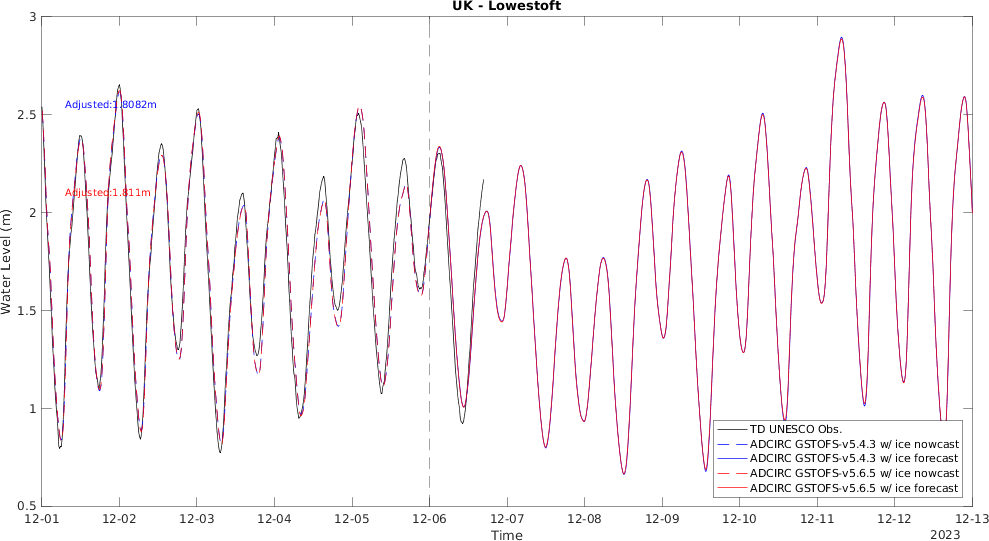 UK - Lowestoft
3
2.5
2
1.5
1
0.5
Water Level (m)
Adjusted:1.8082m
Adjusted:1.811m
TD UNESCO Obs.
ADCIRC GSTOFS-v5.4.3 w/ ice nowcast
ADCIRC GSTOFS-v5.4.3 w/ ice forecast
ADCIRC GSTOFS-v5.6.5 w/ ice nowcast
ADCIRC GSTOFS-v5.6.5 w/ ice forecast
12-01 12-02 12-03 12-04 12-05 12-06 12-07 12-08 12-09 12-10 12-11 12-12 12-13
Time
2023